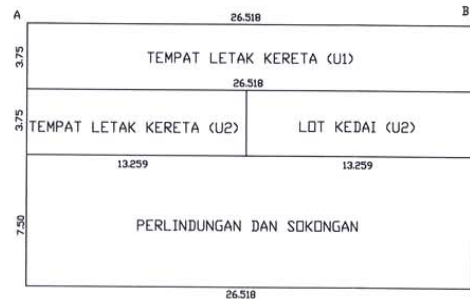 A
26.518
B
3.75
TEMPAT LETAK KERETA (U1)
26.518
3.75
TEMPAT LETAK KERETA (U2)
LOT KEDAI (U2)
13.259
13.259
7.50
PERLINDUNGAN DAN SOKONGAN
26.518